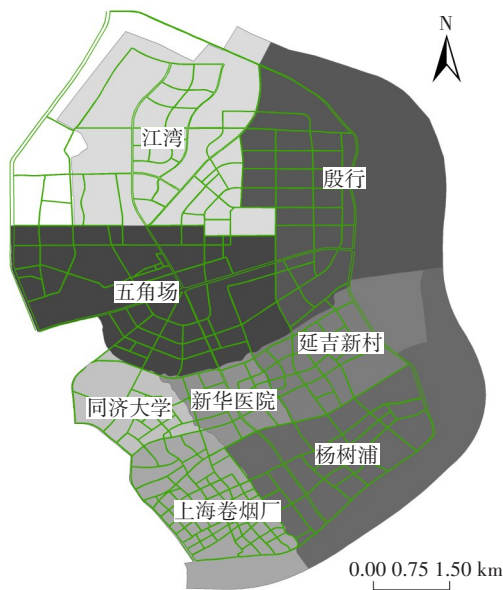 N
江湾
殷行
五角场
延吉新村
新华医院
同济大学
杨树浦
上海卷烟厂
0.00 0.75 1.50 km